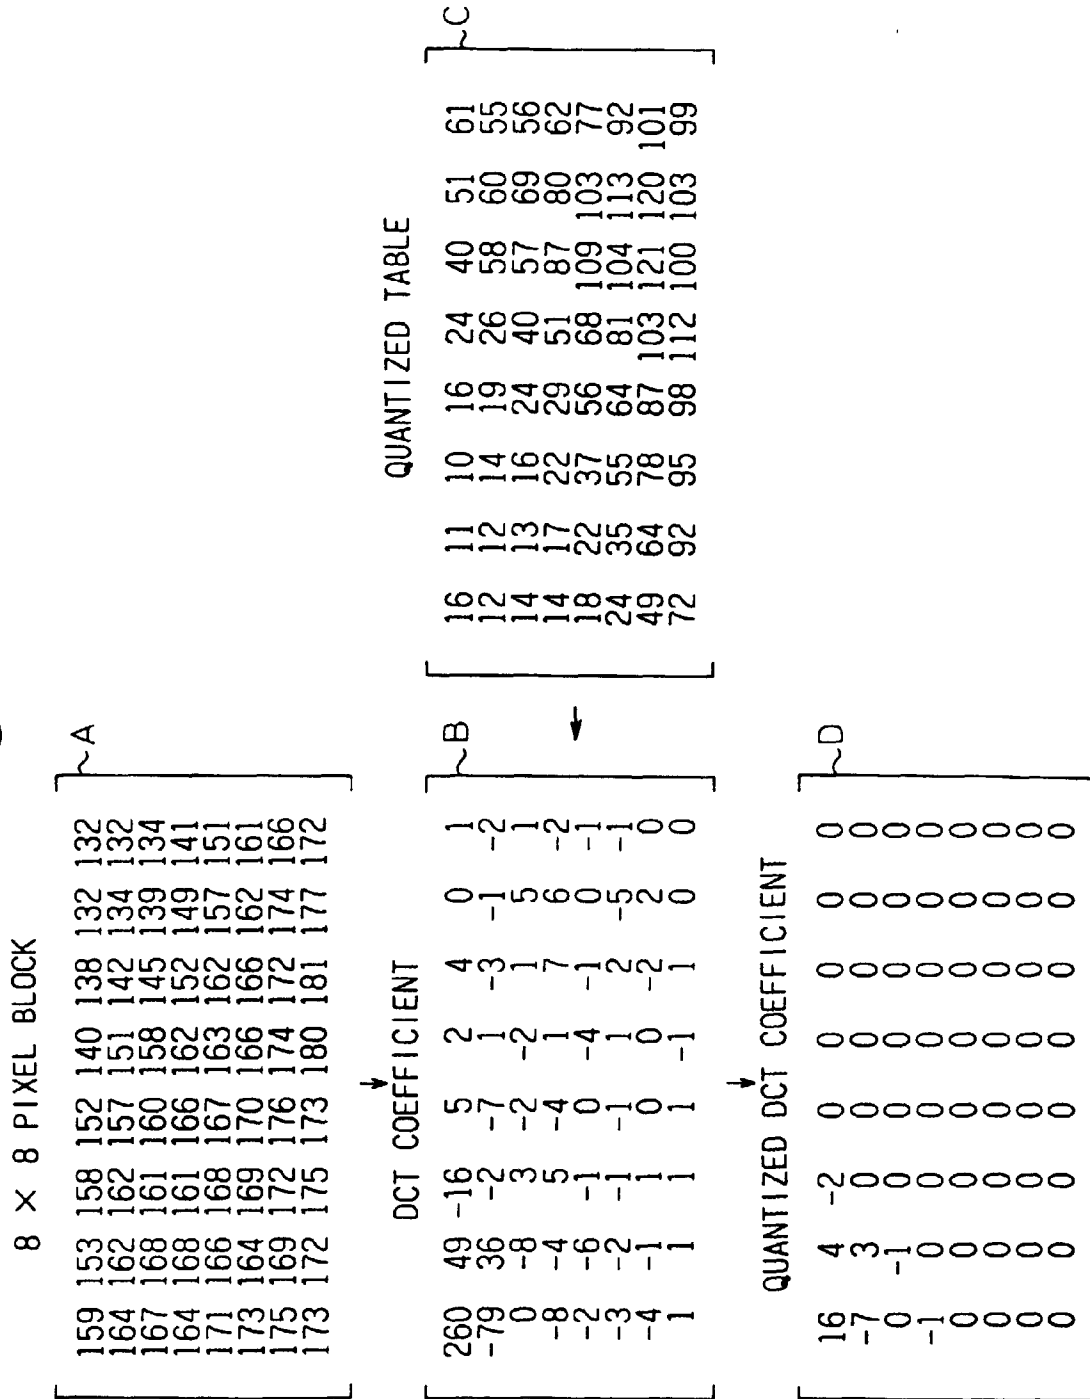 8 × 8 PIXEL BLOCK
A
159 153 158 152 140 138 132 132
164 162 162 157 151 142 134 132
167 168 161 160 158 145 139 134
164 168 161 166 162 152 149 141
171 166 168 167 163 162 157 151
173 164 169 170 166 166 162 161
175 169 172 176 174 172 174 166
173 172 175 173 180 181 177 172
DCT COEFFICIENT
B
260 49 -16 5 2 4 0 1
-79 36 -2 -7 1 -3 -1 -2
0 -8 3 -2 -2 1 5 1
-8 -4 5 -4 1 7 6 -2
-2 -6 -1 0 -4 -1 0 -1
-3 -2 -1 -1 1 2 -5 -1
-4 -1 1 0 0 -2 2 0
1 1 1 1 -1 1 0 0
QUANTIZED TABLE
C
16 11 10 16 24 40 51 61
12 12 14 19 26 58 60 55
14 13 16 24 40 57 69 56
14 17 22 29 51 87 80 62
18 22 37 56 68 109 103 77
24 35 55 64 81 104 113 92
49 64 78 87 103 121 120 101
72 92 95 98 112 100 103 99
QUANTIZED DCT COEFFICIENT
D
16 4 -2 0 0 0 0 0
-7 3 0 0 0 0 0 0
0 -1 0 0 0 0 0 0
-1 0 0 0 0 0 0 0
0 0 0 0 0 0 0 0
0 0 0 0 0 0 0 0
0 0 0 0 0 0 0 0
0 0 0 0 0 0 0 0